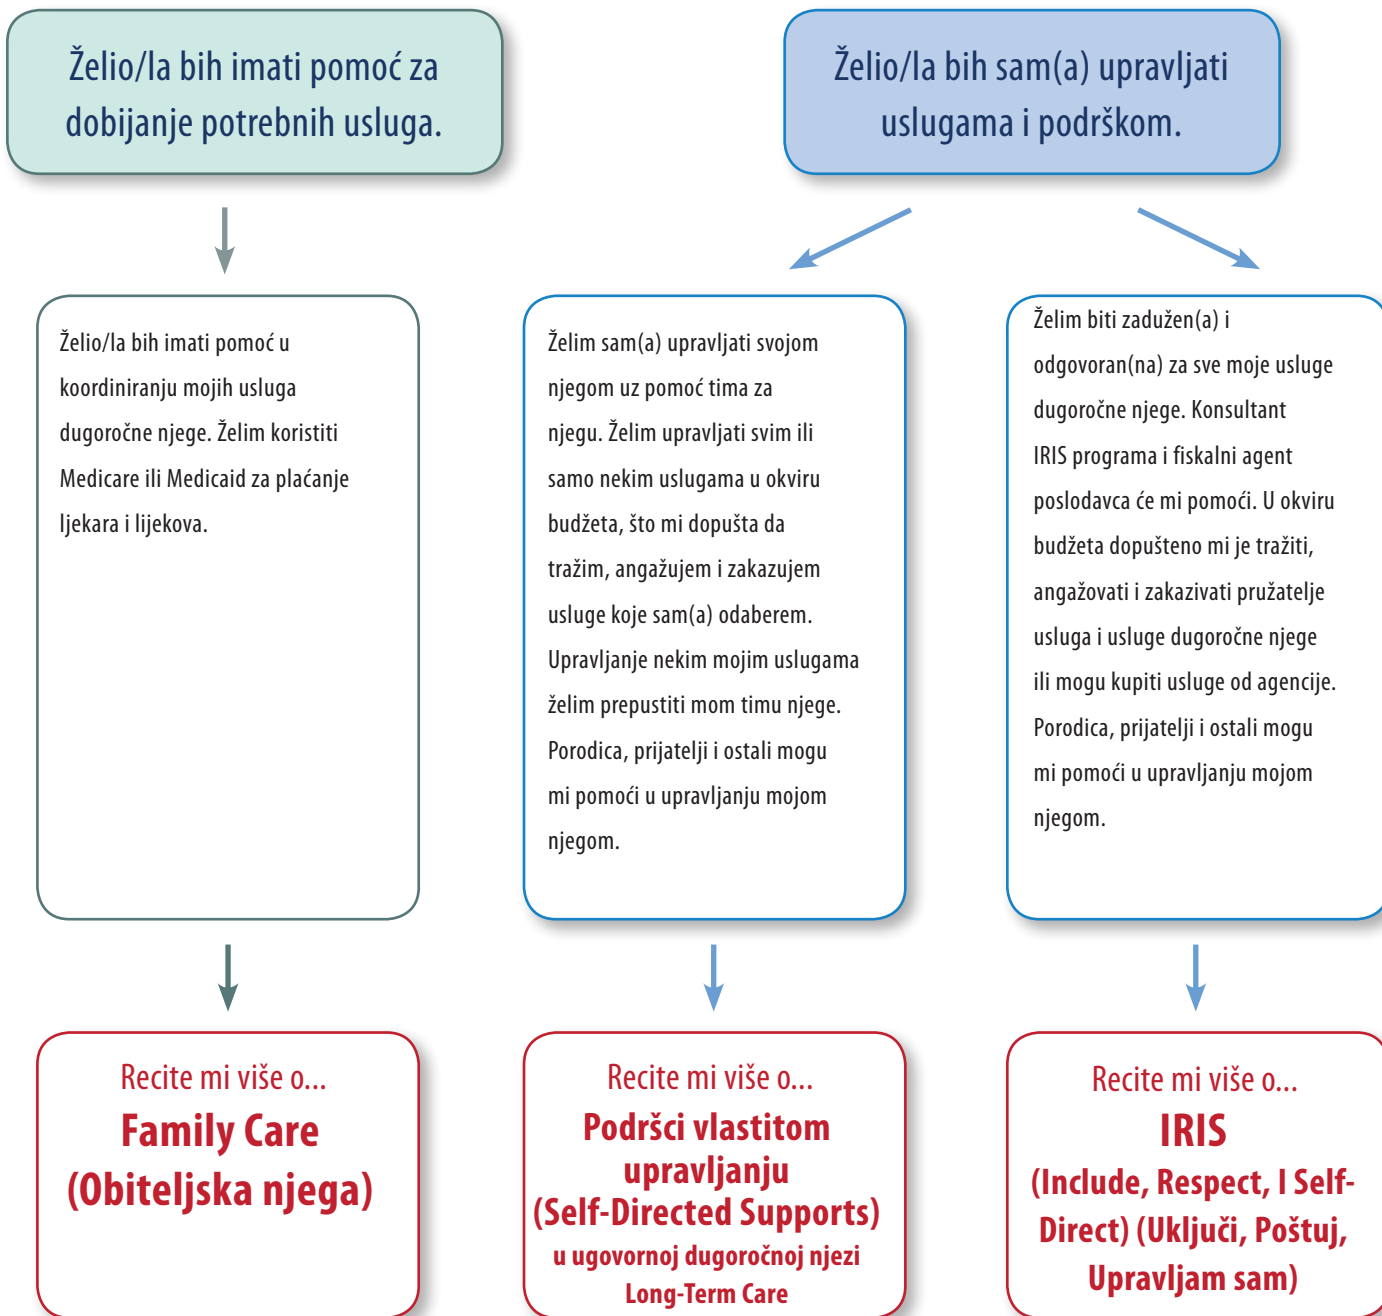 Želio/la bih imati pomoć za
dobijanje potrebnih usluga.
Želio/la bih sam(a) upravljati
uslugama i podrškom.
Želio/la bih imati pomoć u
koordiniranju mojih usluga
dugoročne njege. Želim koristiti
Medicare ili Medicaid za plaćanje
ljekara i lijekova.
Želim sam(a) upravljati svojom
njegom uz pomoć tima za
njegu. Želim upravljati svim ili
samo nekim uslugama u okviru
budžeta, što mi dopušta da
tražim, angažujem i zakazujem
usluge koje sam(a) odaberem.
Upravljanje nekim mojim uslugama
želim prepustiti mom timu njege.
Porodica, prijatelji i ostali mogu
mi pomoći u upravljanju mojom
njegom.
Želim biti zadužen(a) i
odgovoran(na) za sve moje usluge
dugoročne njege. Konsultant
IRIS programa i fiskalni agent
poslodavca će mi pomoći. U okviru
budžeta dopušteno mi je tražiti,
angažovati i zakazivati pružatelje
usluga i usluge dugoročne njege
ili mogu kupiti usluge od agencije.
Porodica, prijatelji i ostali mogu
mi pomoći u upravljanju mojom
njegom.
Recite mi više o...
Family Care
(Obiteljska njega)
Recite mi više o...
Podršci vlastitom
upravljanju
(Self-Directed Supports)
u ugovornoj dugoročnoj njezi
Long-Term Care
Recite mi više o...
IRIS
(Include, Respect, I Self-
Direct) (Uključi, Poštuj,
Upravljam sam)